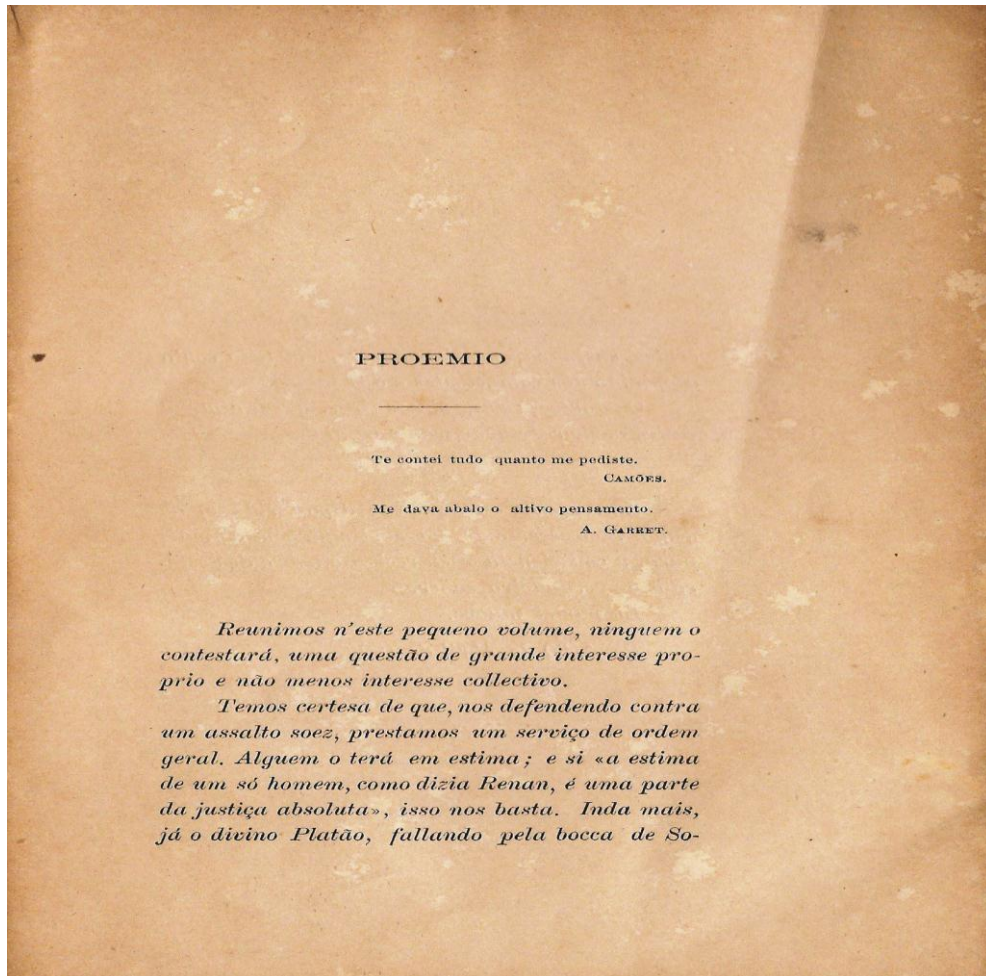 PROEMIO
Te contei tudo quanto me pediste.
CAMÕES.
Me dava abalo o altivo pensamento.
A. GARRET.
Reunimos n'este pequeno volume, ninguem o
contestará, uma questão de grande interesse pro-
prio e não menos interesse collectivo.
Temos certesa de que, nos defendendo contra
um assalto soez, prestamos um serviço de ordem
geral. Alguem o terá em estima; e si «a estima
de um só homem, como dizia Renan, é uma parte
da justiça absoluta», isso nos basta. Inda mais,
já o divino Platão, fallando pela bocca de So-